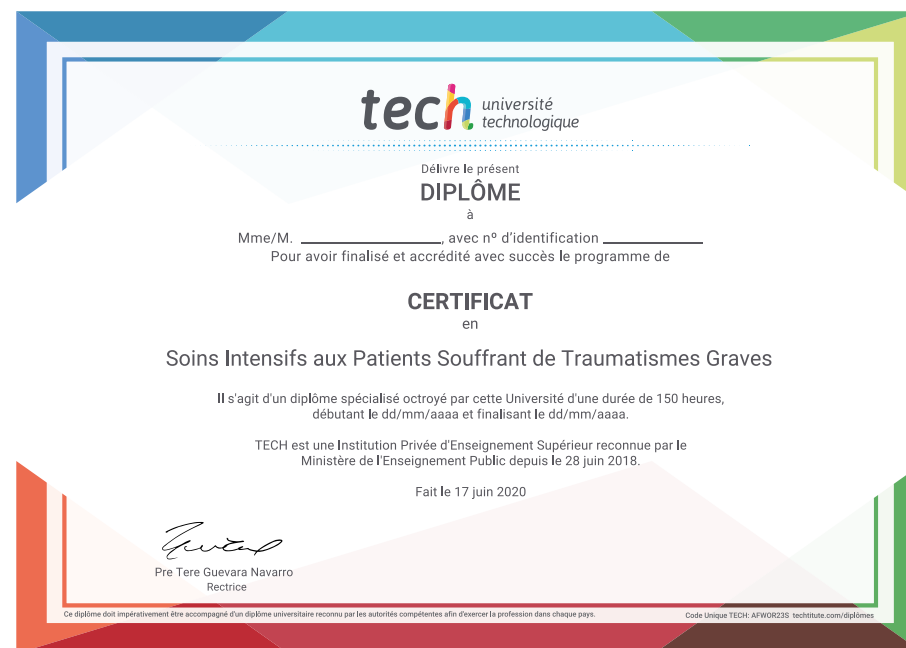 tech université
technologique
Délivre le présent
DIPLÔME
à
Mme/M. ____________________, avec nº d'identification ______________
Pour avoir finalisé et accrédité avec succès le programme de
CERTIFICAT
en
Soins Intensifs aux Patients Souffrant de Traumatismes Graves
Il s'agit d'un diplôme spécialisé octroyé par cette Université d'une durée de 150 heures,
débutant le dd/mm/aaaa et finalisant le dd/mm/aaaa.
TECH est une Institution Privée d'Enseignement Supérieur reconnue par le
Ministère de l'Enseignement Public depuis le 28 juin 2018.
Fait le 17 juin 2020
Pre Tere Guevara Navarro
Rectrice
Ce diplôme doit impérativement être accompagné d'un diplôme universitaire reconnu par les autorités compétentes afin d'exercer la profession dans chaque pays.
Code Unique TECH: AFWOR23S techtitute.com/diplômes